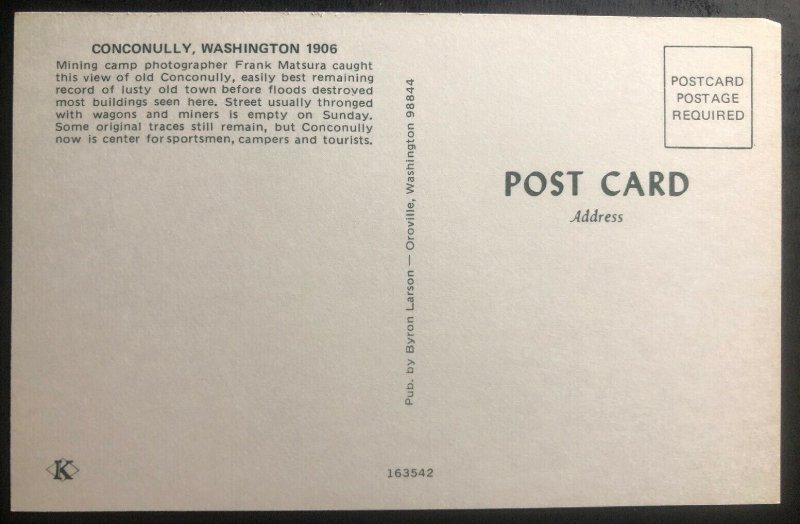 CONCONULLY, WASHINGTON 1906
Mining camp photographer Frank Matsura caught
this view of old Conconully, easily best remaining
record of lusty old town before floods destroyed
most buildings seen here. Street usually thronged
with wagons and miners is empty on Sunday.
Some original traces still remain, but Conconully
now is center for sportsmen, campers and tourists.
Pub. by Byron Larson — Oroville, Washington 98844
POSTCARD
POSTAGE
REQUIRED
POST CARD
Address
K
163542